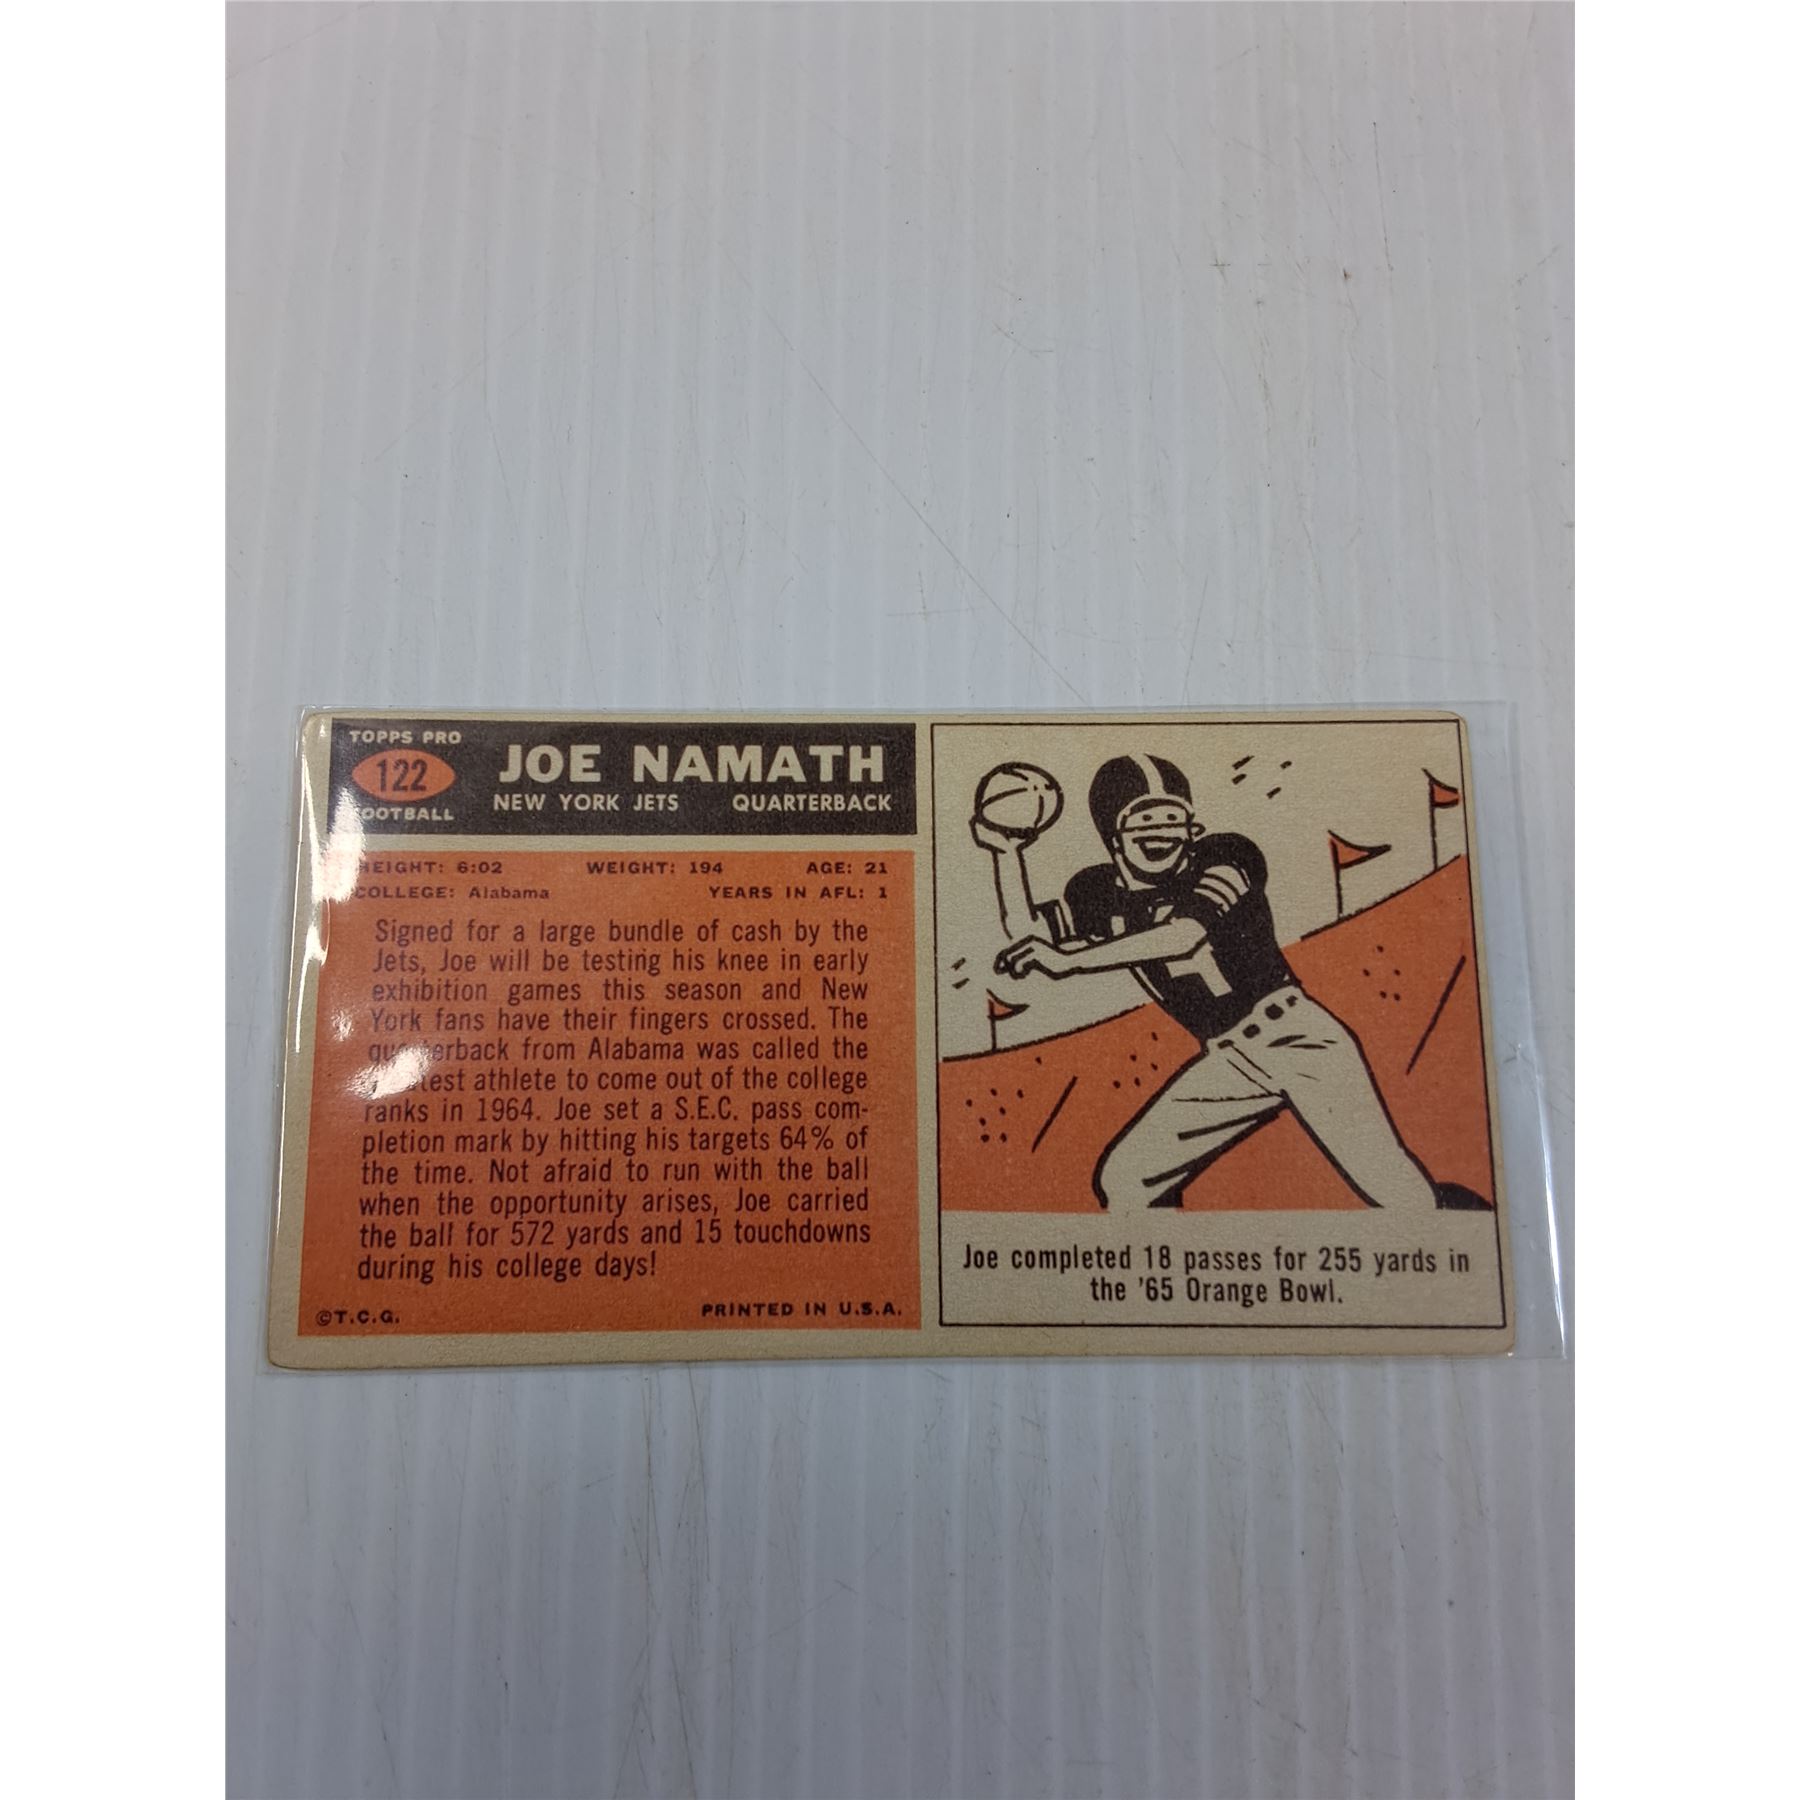 TOPPS PRO
122
JOE NAMATH
NEW YORK JETS QUARTERBACK
HEIGHT: 6:02 WEIGHT: 194 AGE: 21
COLLEGE: Alabama YEARS IN AFL: 1
Signed for a large bundle of cash by the
Jets, Joe will be testing his knee in early
exhibition games this season and New
York fans have their fingers crossed. The
from Alabama was called the
athlete to come out of the college
ranks in 1964. Joe set a S.E.C. pass com-
pletion mark by hitting his targets 64% of
the time. Not afraid to run with the ball
when the opportunity arises, Joe carried
the ball for 572 yards and 15 touchdowns
during his college days!
©T.C.G. PRINTED IN U.S.A.
Joe completed 18 passes for 255 yards in
the '65 Orange Bowl.